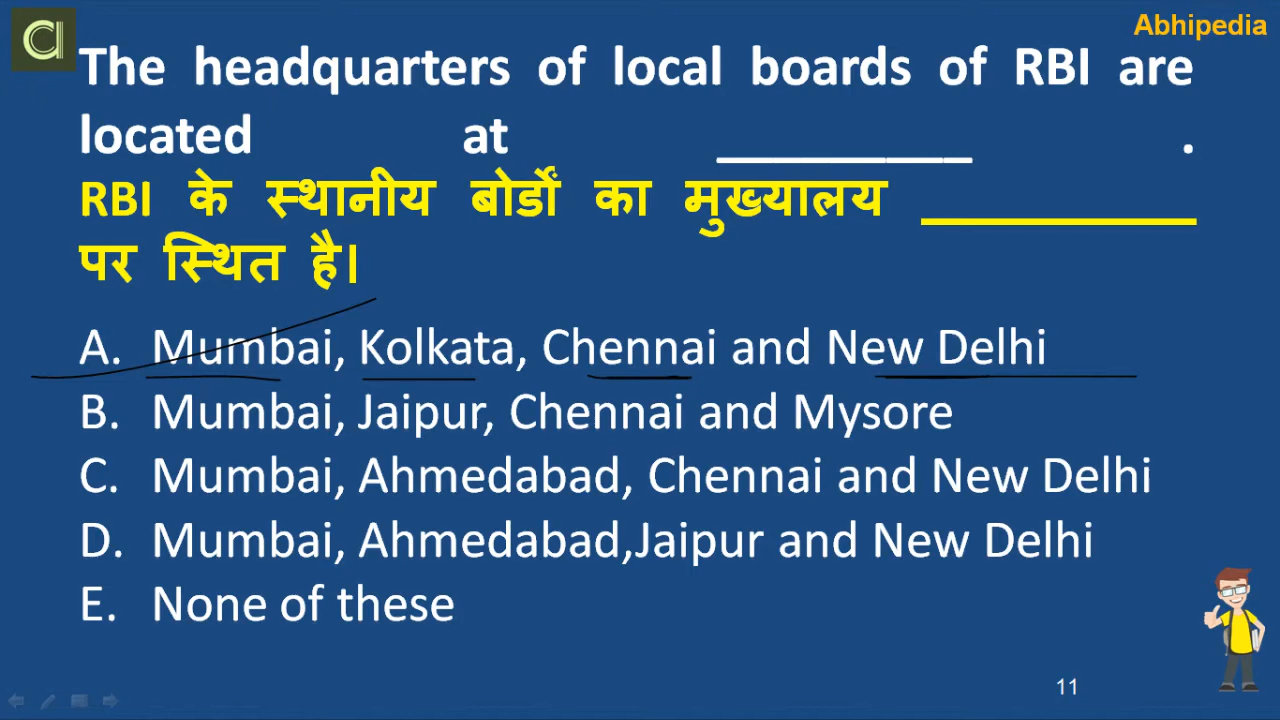 Abhipedia
The headquarters of local boards of RBI are
located at __________ .
RBI के स्थानीय बोर्डों का मुख्यालय __________
पर स्थित है।
A. Mumbai, Kolkata, Chennai and New Delhi
B. Mumbai, Jaipur, Chennai and Mysore
C. Mumbai, Ahmedabad, Chennai and New Delhi
D. Mumbai, Ahmedabad,Jaipur and New Delhi
E. None of these
11